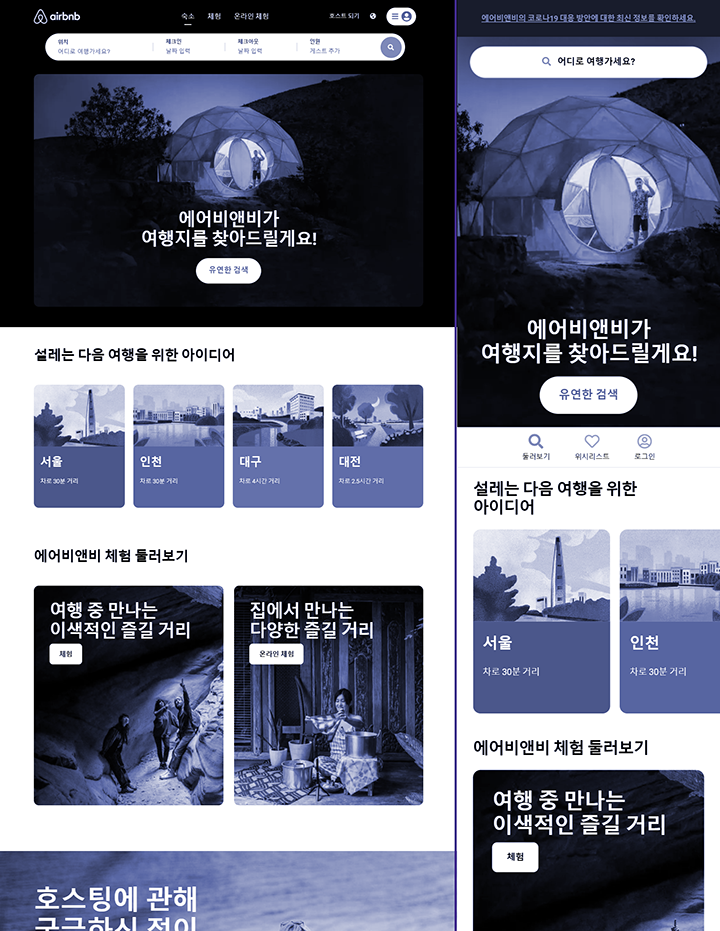 airbnb
숙소 체험 온라인 체험
호스트 되기
위치
어디로 여행가세요?
체크인
날짜 입력
체크아웃
날짜 입력
인원
게스트 추가
에어비앤비가
여행지를 찾아드릴게요!
유연한 검색
설레는 다음 여행을 위한 아이디어
서울
차로 30분 거리
인천
차로 30분 거리
대구
차로 4시간 거리
대전
차로 2.5시간 거리
에어비앤비 체험 둘러보기
여행 중 만나는
이색적인 즐길 거리
체험
집에서 만나는
다양한 즐길 거리
온라인 체험
호스팅에 관해
궁금하신 점이
에어비앤비의 코로나19 대응 방안에 대한 최신 정보를 확인하세요.
어디로 여행가세요?
에어비앤비가
여행지를 찾아드릴게요!
유연한 검색
둘러보기
위시리스트
로그인
설레는 다음 여행을 위한
아이디어
서울
차로 30분 거리
인천
차로 30분 거리
에어비앤비 체험 둘러보기
여행 중 만나는
이색적인 즐길 거리
체험